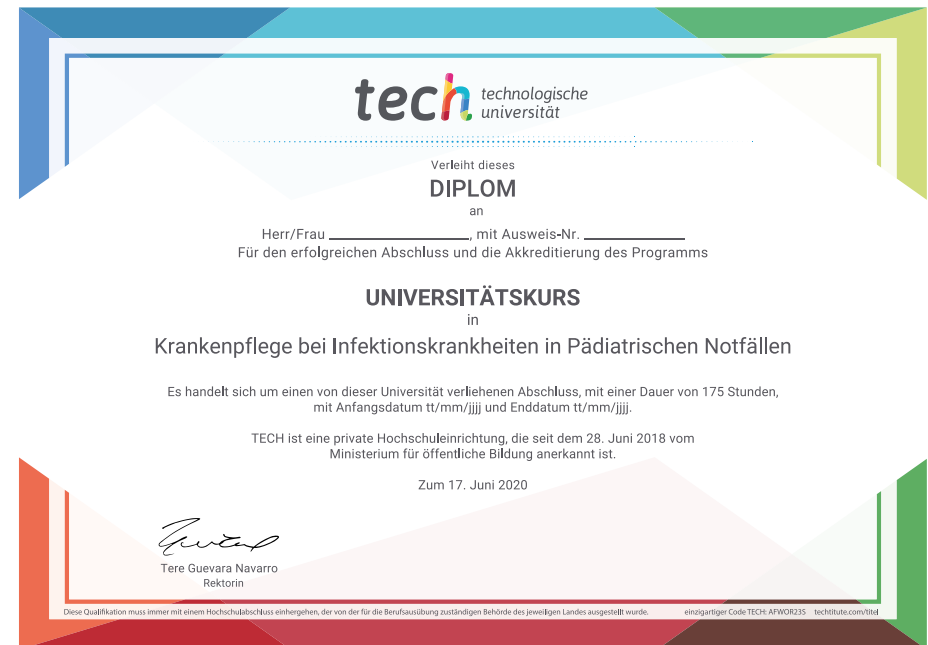 tech technologische
universität
Verleiht dieses
DIPLOM
an
Herr/Frau ____________, mit Ausweis-Nr. ____________
Für den erfolgreichen Abschluss und die Akkreditierung des Programms
UNIVERSITÄTSKURS
in
Krankenpflege bei Infektionskrankheiten in Pädiatrischen Notfällen
Es handelt sich um einen von dieser Universität verliehenen Abschluss, mit einer Dauer von 175 Stunden,
mit Anfangsdatum tt/mm/jjjj und Enddatum tt/mm/jjjj.
TECH ist eine private Hochschuleinrichtung, die seit dem 28. Juni 2018 vom
Ministerium für öffentliche Bildung anerkannt ist.
Zum 17. Juni 2020
Tere Guevara Navarro
Rektorin
Diese Qualifikation muss immer mit einem Hochschulabschluss einhergehen, der von der für die Berufsausübung zuständigen Behörde des jeweiligen Landes ausgestellt wurde. einzigartiger Code TECH: AFWOR23S techtitute.com/titel